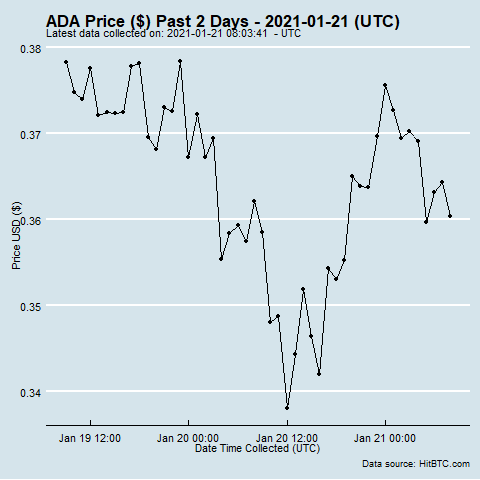 ADA Price ($) Past 2 Days - 2021-01-21 (UTC)
Latest data collected on: 2021-01-21 08:03:41  - UTC
0.38
0.37
0.36
0.35
0.34
Price USD ($)
Jan 19 12:00 Jan 20 00:00 Jan 20 12:00 Jan 21 00:00
Date Time Collected (UTC)
Data source: HitBTC.com